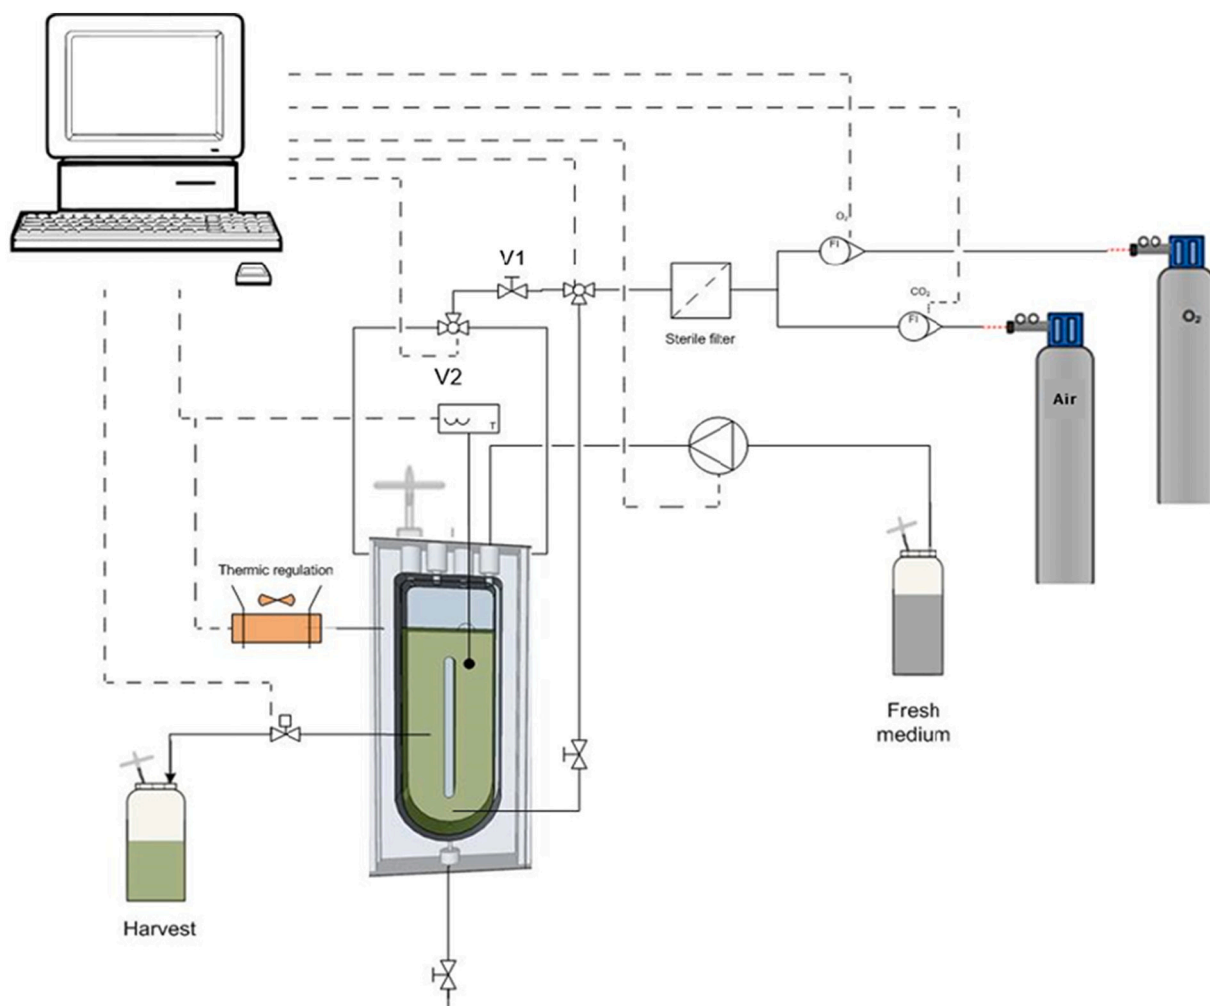 O₂
FI
V1
CO₂
FI
O₂
Sterile filter
V2
Air
T
Thermic regulation
Fresh
medium
Harvest